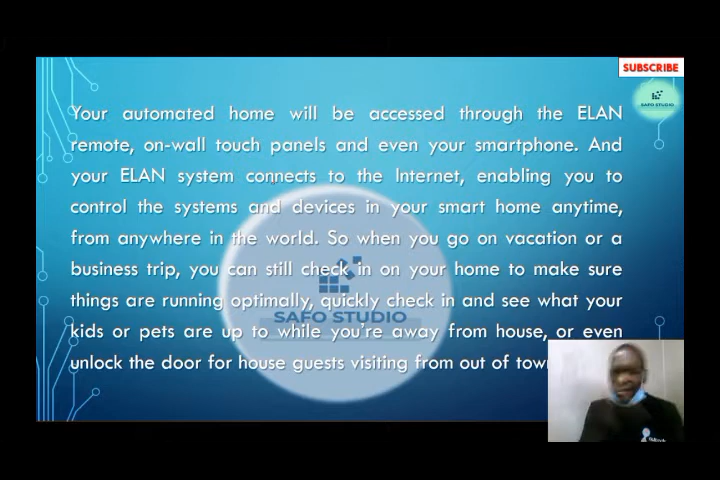 SUBSCRIBE
SAFO STUDIO
Your automated home will be accessed through the ELAN
remote, on-wall touch panels and even your smartphone. And
your ELAN system connects to the Internet, enabling you to
control the systems and devices in your smart home anytime,
from anywhere in the world. So when you go on vacation or a
business trip, you can still check in on your home to make sure
things are running optimally, quickly check in and see what your
SAFO STUDIO
kids or pets are up to while you're away from house, or even
unlock the door for house guests visiting from out of town